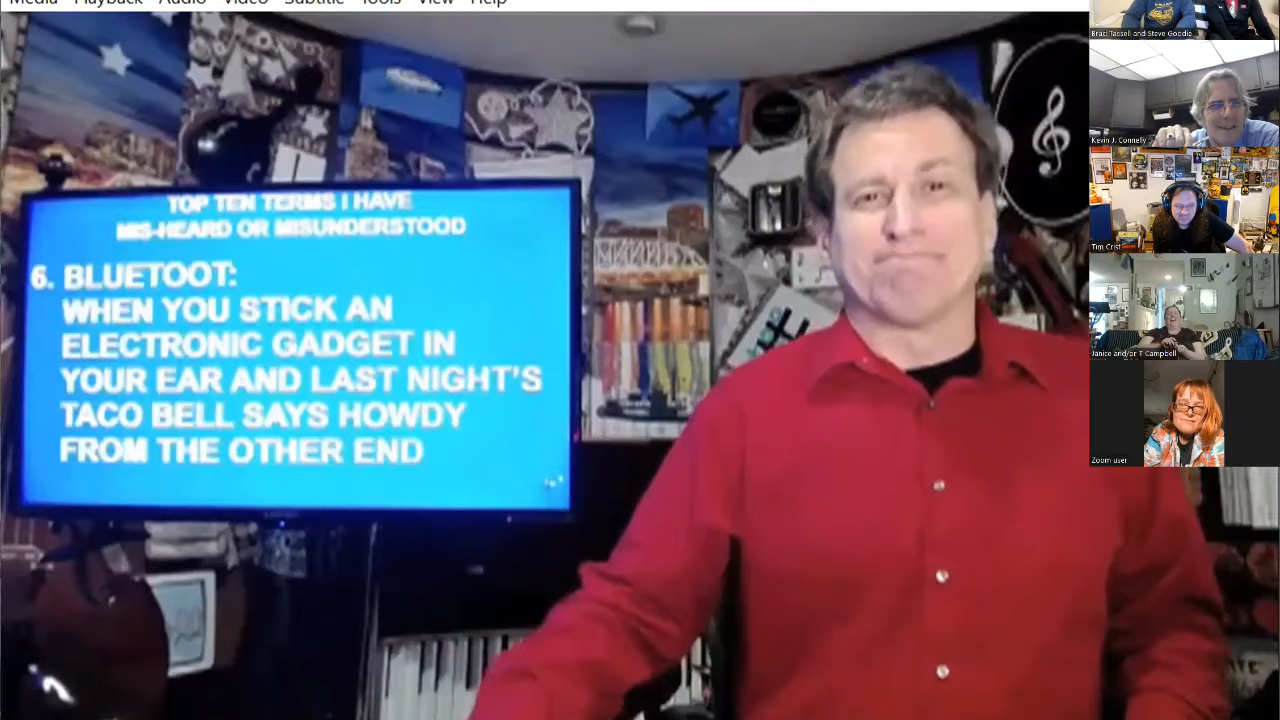 Media Playback Audio Video Subtitle Tools View Help
TOP TEN TERMS I HAVE
MIS-HEARD OR MISUNDERSTOOD
6. BLUETOOT:
WHEN YOU STICK AN
ELECTRONIC GADGET IN
YOUR EAR AND LAST NIGHT'S
TACO BELL SAYS HOWDY
FROM THE OTHER END
Brad Tassell and Steve Goodie
Kevin J. Connelly
Tim Crist
Janice and/or T Campbell
Zoom user